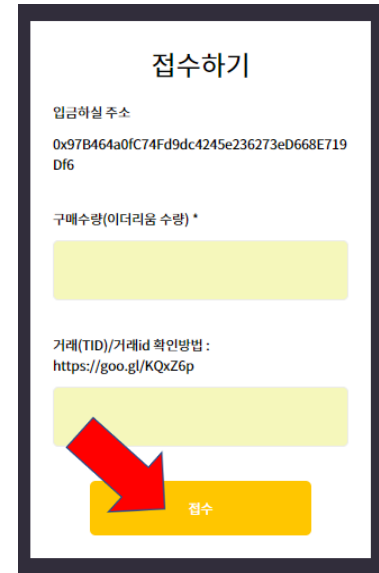 접수하기
입금하실 주소
0x97B464a0fC74Fd9dc4245e236273eD668E719
Df6
구매수량(이더리움 수량) *
거래(TID)/거래id 확인방법 :
https://goo.gl/KQxZ6p
접수